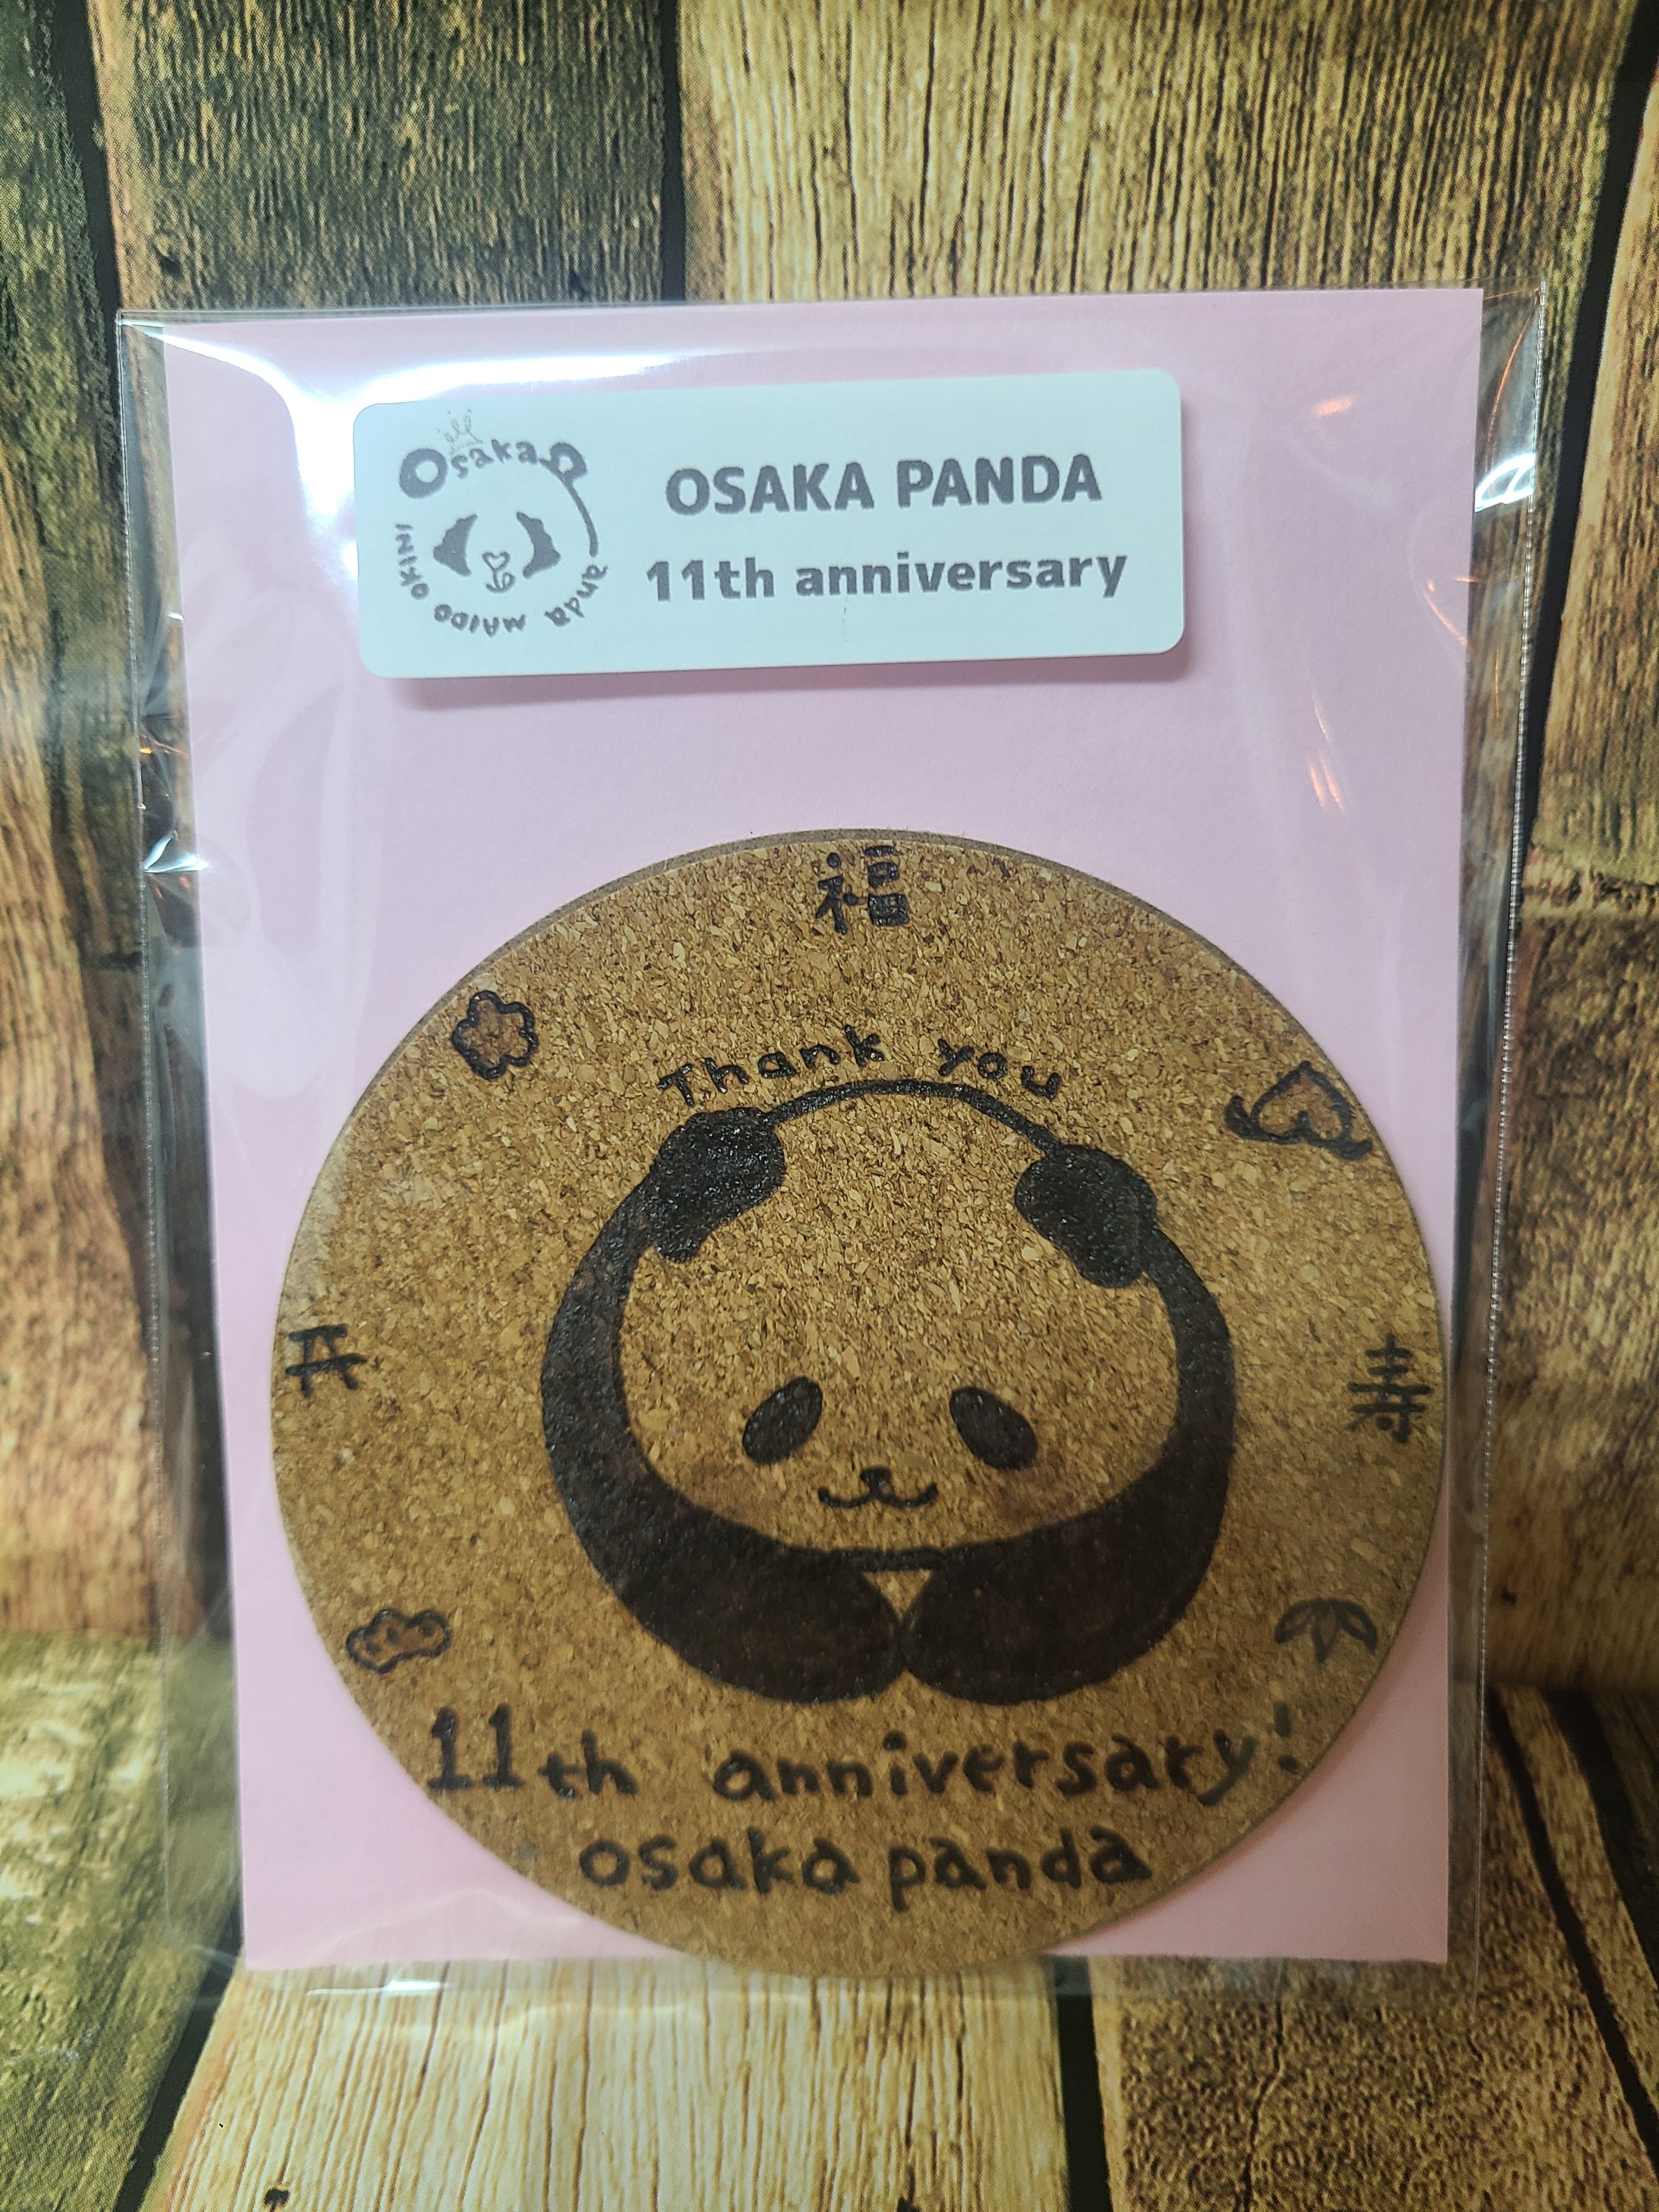 Osaka Panda
MAIDO OKINI
OSAKA PANDA
11th anniversary
福
Thank you
寿
11th anniversary!
osaka panda